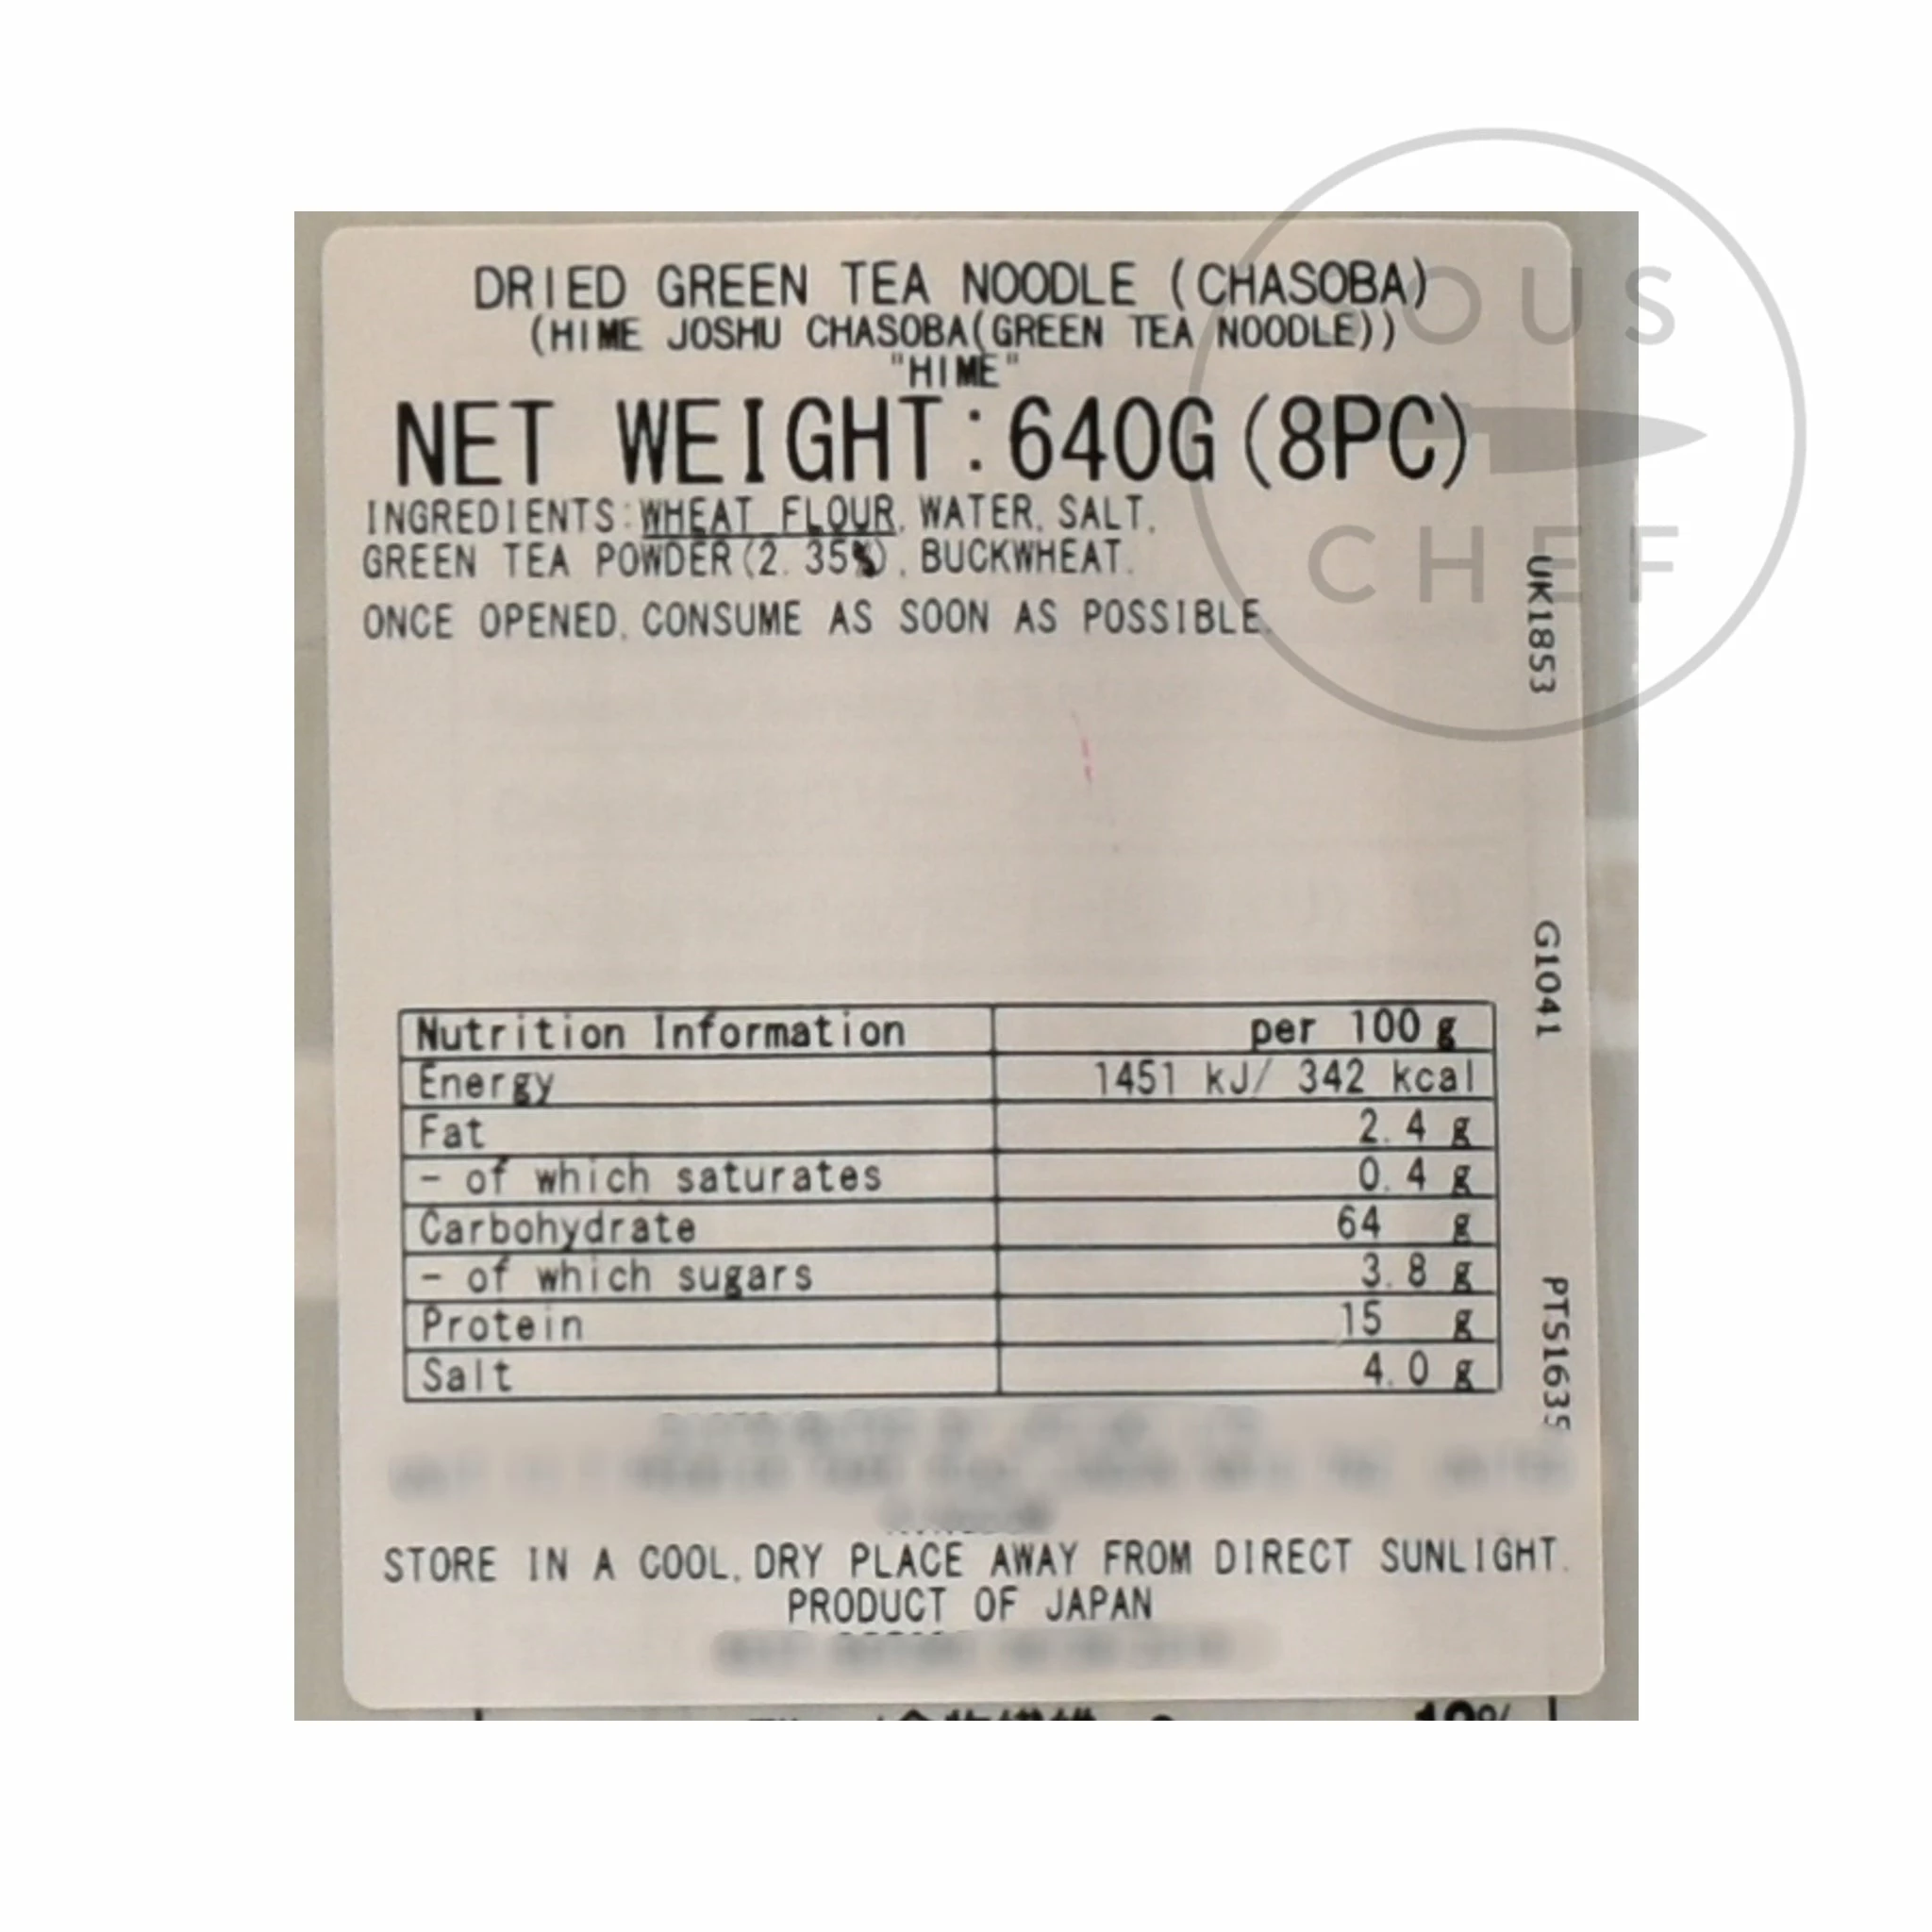 DRIED GREEN TEA NOODLE (CHASOBA)
(HIME JOSHU CHASOBA(GREEN TEA NOODLE))
"HIME"
NET WEIGHT:640G(8PC)
INGREDIENTS:WHEAT FLOUR, WATER, SALT,
GREEN TEA POWDER(2.35%), BUCKWHEAT.
ONCE OPENED, CONSUME AS SOON AS POSSIBLE.
OUS
CHEF
UK1853
G1041
PTS1635
Nutrition Information per 100 g
Energy 1451 kJ/ 342 kcal
Fat 2.4 g
- of which saturates 0.4 g
Carbohydrate 64 g
- of which sugars 3.8 g
Protein 15 g
Salt 4.0 g
STORE IN A COOL, DRY PLACE AWAY FROM DIRECT SUNLIGHT.
PRODUCT OF JAPAN